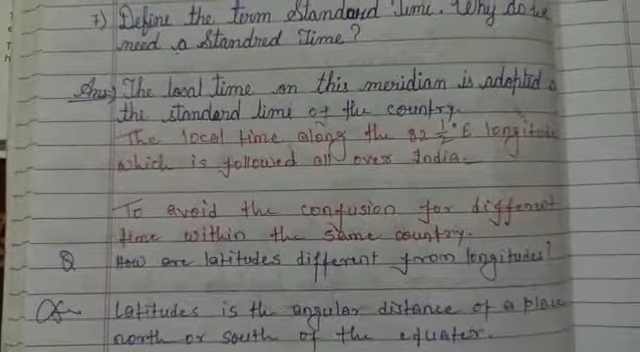 7) Define the term Standard Time. Why do we
need a Standred Time?
Ans:) The local time on this meridian is adopted a
the standard time of the country.
The local time along the 82 1/2° E longitude
which is followed all over India.
To avoid the confusion for different
time within the same country.
Q How are latitudes different from longitudes?
Latitudes is the angular distance of a place
north or south of the equater.